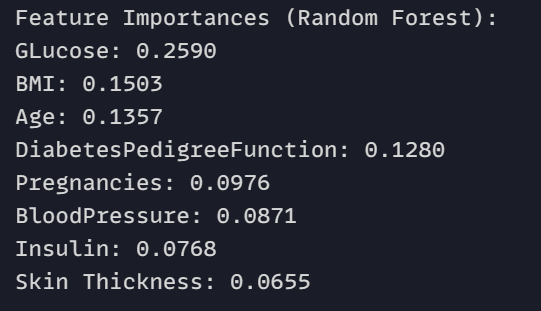 Feature Importances (Random Forest):
GLucose: 0.2590
BMI: 0.1503
Age: 0.1357
DiabetesPedigreeFunction: 0.1280
Pregnancies: 0.0976
BloodPressure: 0.0871
Insulin: 0.0768
Skin Thickness: 0.0655